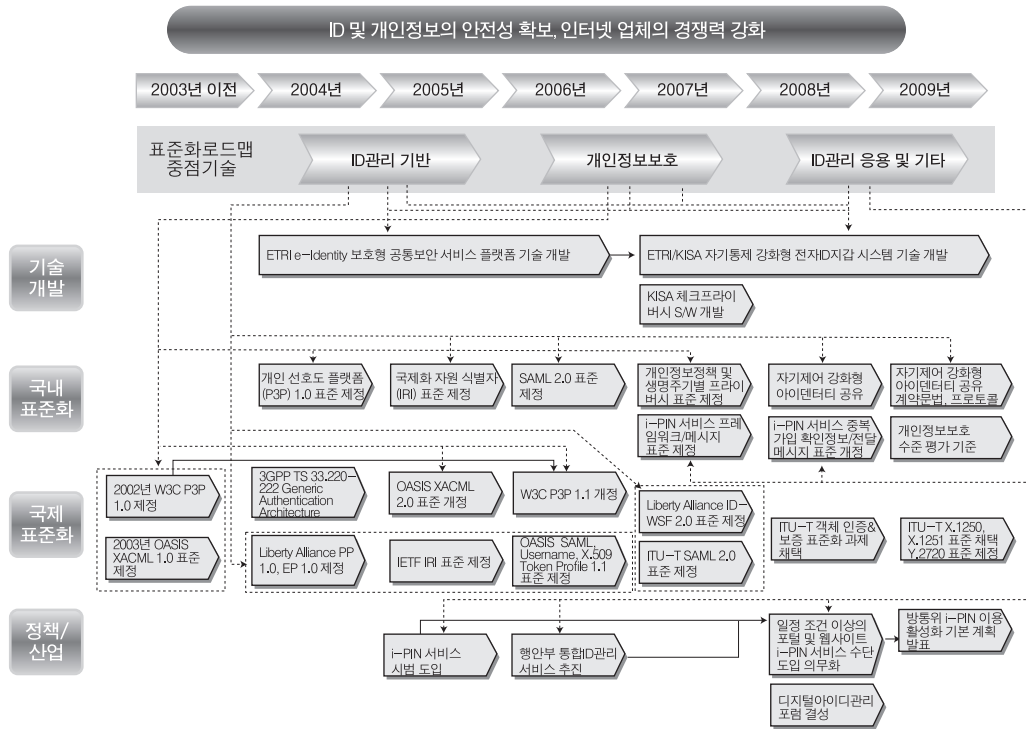 ID 및 개인정보의 안전성 확보, 인터넷 업체의 경쟁력 강화
2003년 이전
2004년
2005년
2006년
2007년
2008년
2009년
표준화로드맵
중점기술
ID관리 기반
개인정보보호
ID관리 응용 및 기타
기술
개발
ETRI e-Identity 보호형 공통보안 서비스 플랫폼 기술 개발
ETRI/KISA 자기통제 강화형 전자ID지갑 시스템 기술 개발
KISA 체크프라이
버시 S/W 개발
국내
표준화
개인 선호도 플랫폼
(P3P) 1.0 표준 제정
국제화 자원 식별자
(IRI) 표준 제정
SAML 2.0 표준
제정
개인정보정책 및
생명주기별 프라이
버시 표준 제정
자기제어 강화형
아이덴터티 공유
자기제어 강화형
아이덴터티 공유
계약문법, 프로토콜
i-PIN 서비스 프레
임워크/메시지
표준 제정
i-PIN 서비스 중복
가입 확인정보/전달
메시지 표준 개정
개인정보보호
수준 평가 기준
국제
표준화
2002년 W3C P3P
1.0 제정
2003년 OASIS
XACML 1.0 표준
제정
3GPP TS 33.220-
222 Generic
Authentication
Architecture
OASIS XACML
2.0 표준 개정
W3C P3P 1.1 개정
Liberty Alliance ID-
WSF 2.0 표준 제정
ITU-T 객체 인증&
보증 표준화 과제
채택
ITU-T X.1250,
X.1251 표준 채택
Y.2720 표준 제정
Liberty Alliance PP
1.0, EP 1.0 제정
IETF IRI 표준 제정
OASIS SAML,
Username, X.509
Token Profile 1.1
표준 제정
ITU-T SAML 2.0
표준 제정
정책/
산업
i-PIN 서비스
시범 도입
행안부 통합ID관리
서비스 추진
일정 조건 이상의
포털 및 웹사이트
i-PIN 서비스 수단
도입 의무화
방통위 i-PIN 이용
활성화 기본 계획
발표
디지털아이디관리
포럼 결성